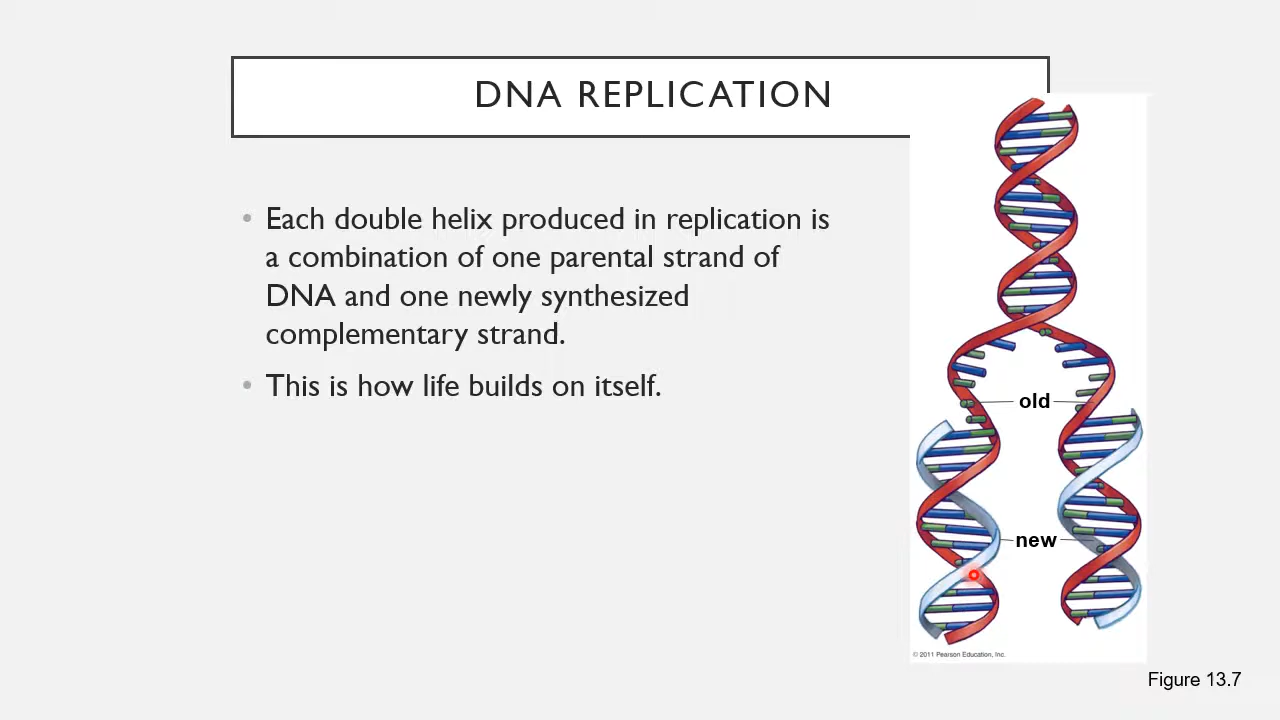 DNA REPLICATION
• Each double helix produced in replication is
a combination of one parental strand of
DNA and one newly synthesized
complementary strand.
• This is how life builds on itself.
old
new
© 2011 Pearson Education, Inc.
Figure 13.7